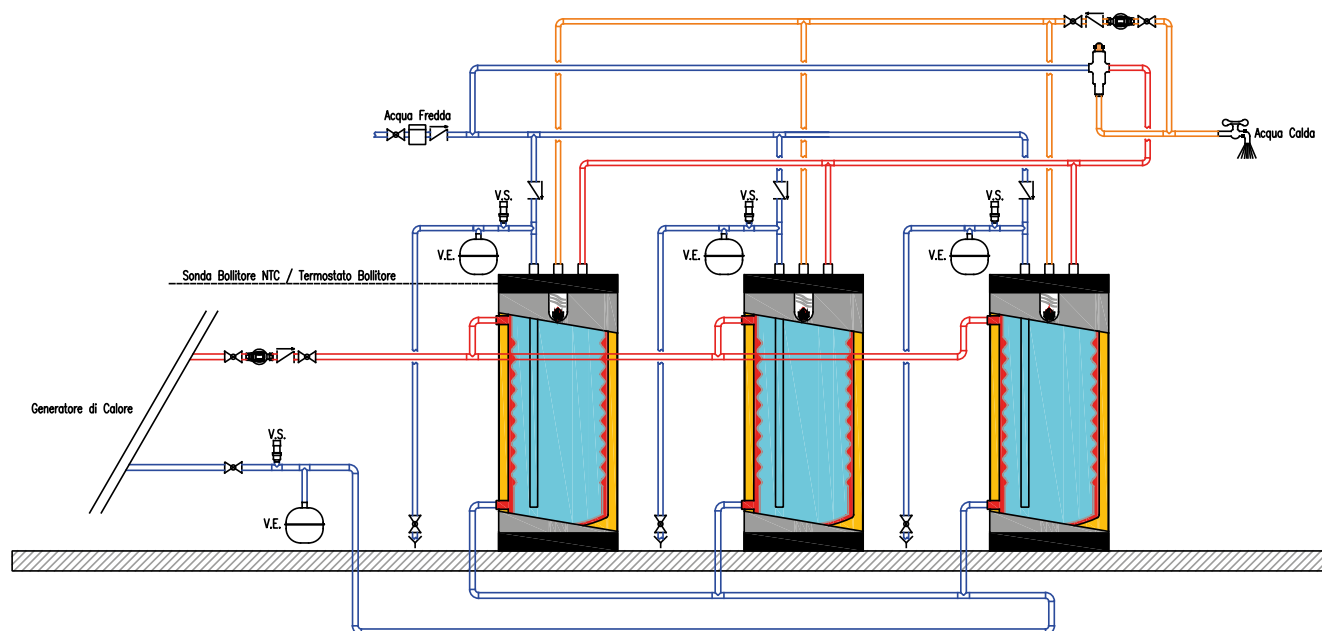 Acqua Fredda
Acqua Calda
V.S.
V.S.
V.S.
V.E.
V.E.
V.E.
Sonda Bollitore NTC / Termostato Bollitore
Generatore di Calore
V.S.
V.E.